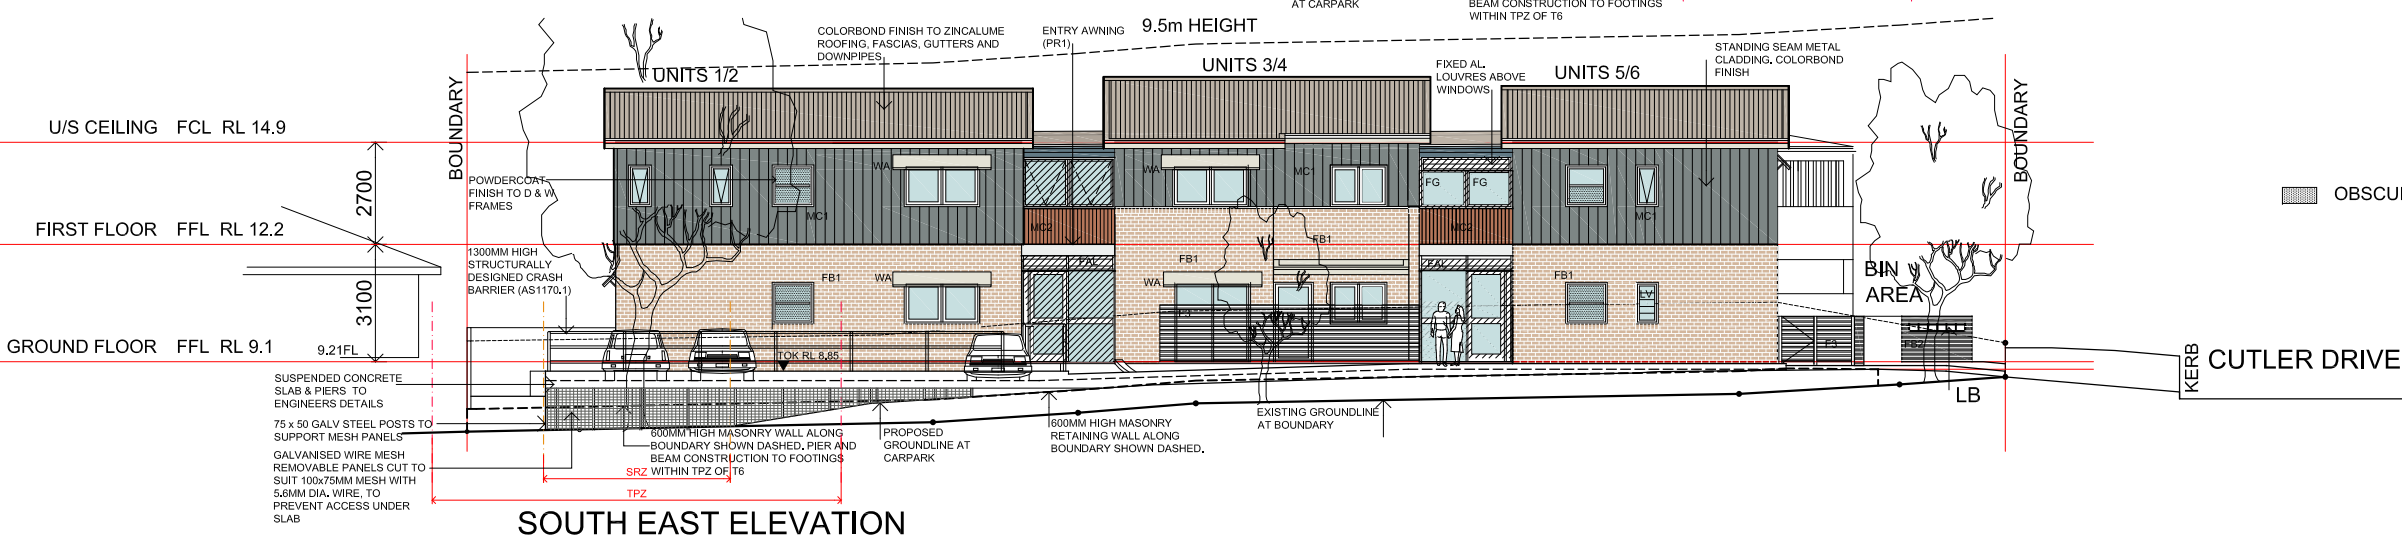 AT CARPARK
BEAM CONSTRUCTION TO FOOTINGS
WITHIN TPZ OF T6
9.5m HEIGHT
COLORBOND FINISH TO ZINCALUME
ROOFING, FASCIAS, GUTTERS AND
DOWNPIPES
ENTRY AWNING
(PR1)
STANDING SEAM METAL
CLADDING. COLORBOND
FINISH
FIXED AL.
LOUVRES ABOVE
WINDOWS
UNITS 1/2
UNITS 3/4
UNITS 5/6
BOUNDARY
BOUNDARY
U/S CEILING FCL RL 14.9
2700
FIRST FLOOR FFL RL 12.2
3100
GROUND FLOOR FFL RL 9.1
9.21FL
POWDERCOAT
FINISH TO D & W
FRAMES
1300MM HIGH
STRUCTURALLY
DESIGNED CRASH
BARRIER (AS1170.1)
WA
WA
MC1
MC1
FG
FG
MC1
MC2
MC2
FB1
FAL
FAL
FB1
WA
FB1
WA
FB1
LV
F3
F3
FB2
TOK RL 8.85
BIN
AREA
OBSCU
KERB
CUTLER DRIVE
LB
SUSPENDED CONCRETE
SLAB & PIERS TO
ENGINEERS DETAILS
75 x 50 GALV STEEL POSTS TO
SUPPORT MESH PANELS
GALVANISED WIRE MESH
REMOVABLE PANELS CUT TO
SUIT 100x75MM MESH WITH
5.6MM DIA. WIRE, TO
PREVENT ACCESS UNDER
SLAB
600MM HIGH MASONRY WALL ALONG
BOUNDARY SHOWN DASHED. PIER AND
BEAM CONSTRUCTION TO FOOTINGS
WITHIN TPZ OF T6
PROPOSED
GROUNDLINE AT
CARPARK
600MM HIGH MASONRY
RETAINING WALL ALONG
BOUNDARY SHOWN DASHED.
EXISTING GROUNDLINE
AT BOUNDARY
SRZ
TPZ
SOUTH EAST ELEVATION